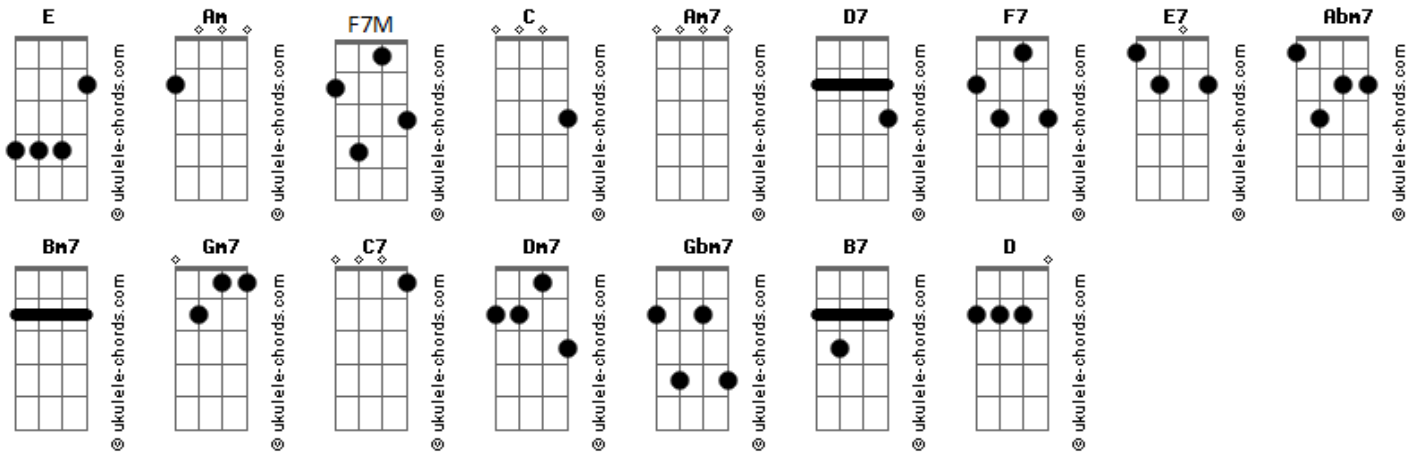 E Am F7M C Am7 D7 F7 E7 Abm7
© ukulele-chords.com © ukulele-chords.com © ukulele-chords.com © ukulele-chords.com © ukulele-chords.com © ukulele-chords.com © ukulele-chords.com © ukulele-chords.com © ukulele-chords.com
Bm7 Gm7 C7 Dm7 Gbm7 B7 D
© ukulele-chords.com © ukulele-chords.com © ukulele-chords.com © ukulele-chords.com © ukulele-chords.com © ukulele-chords.com © ukulele-chords.com